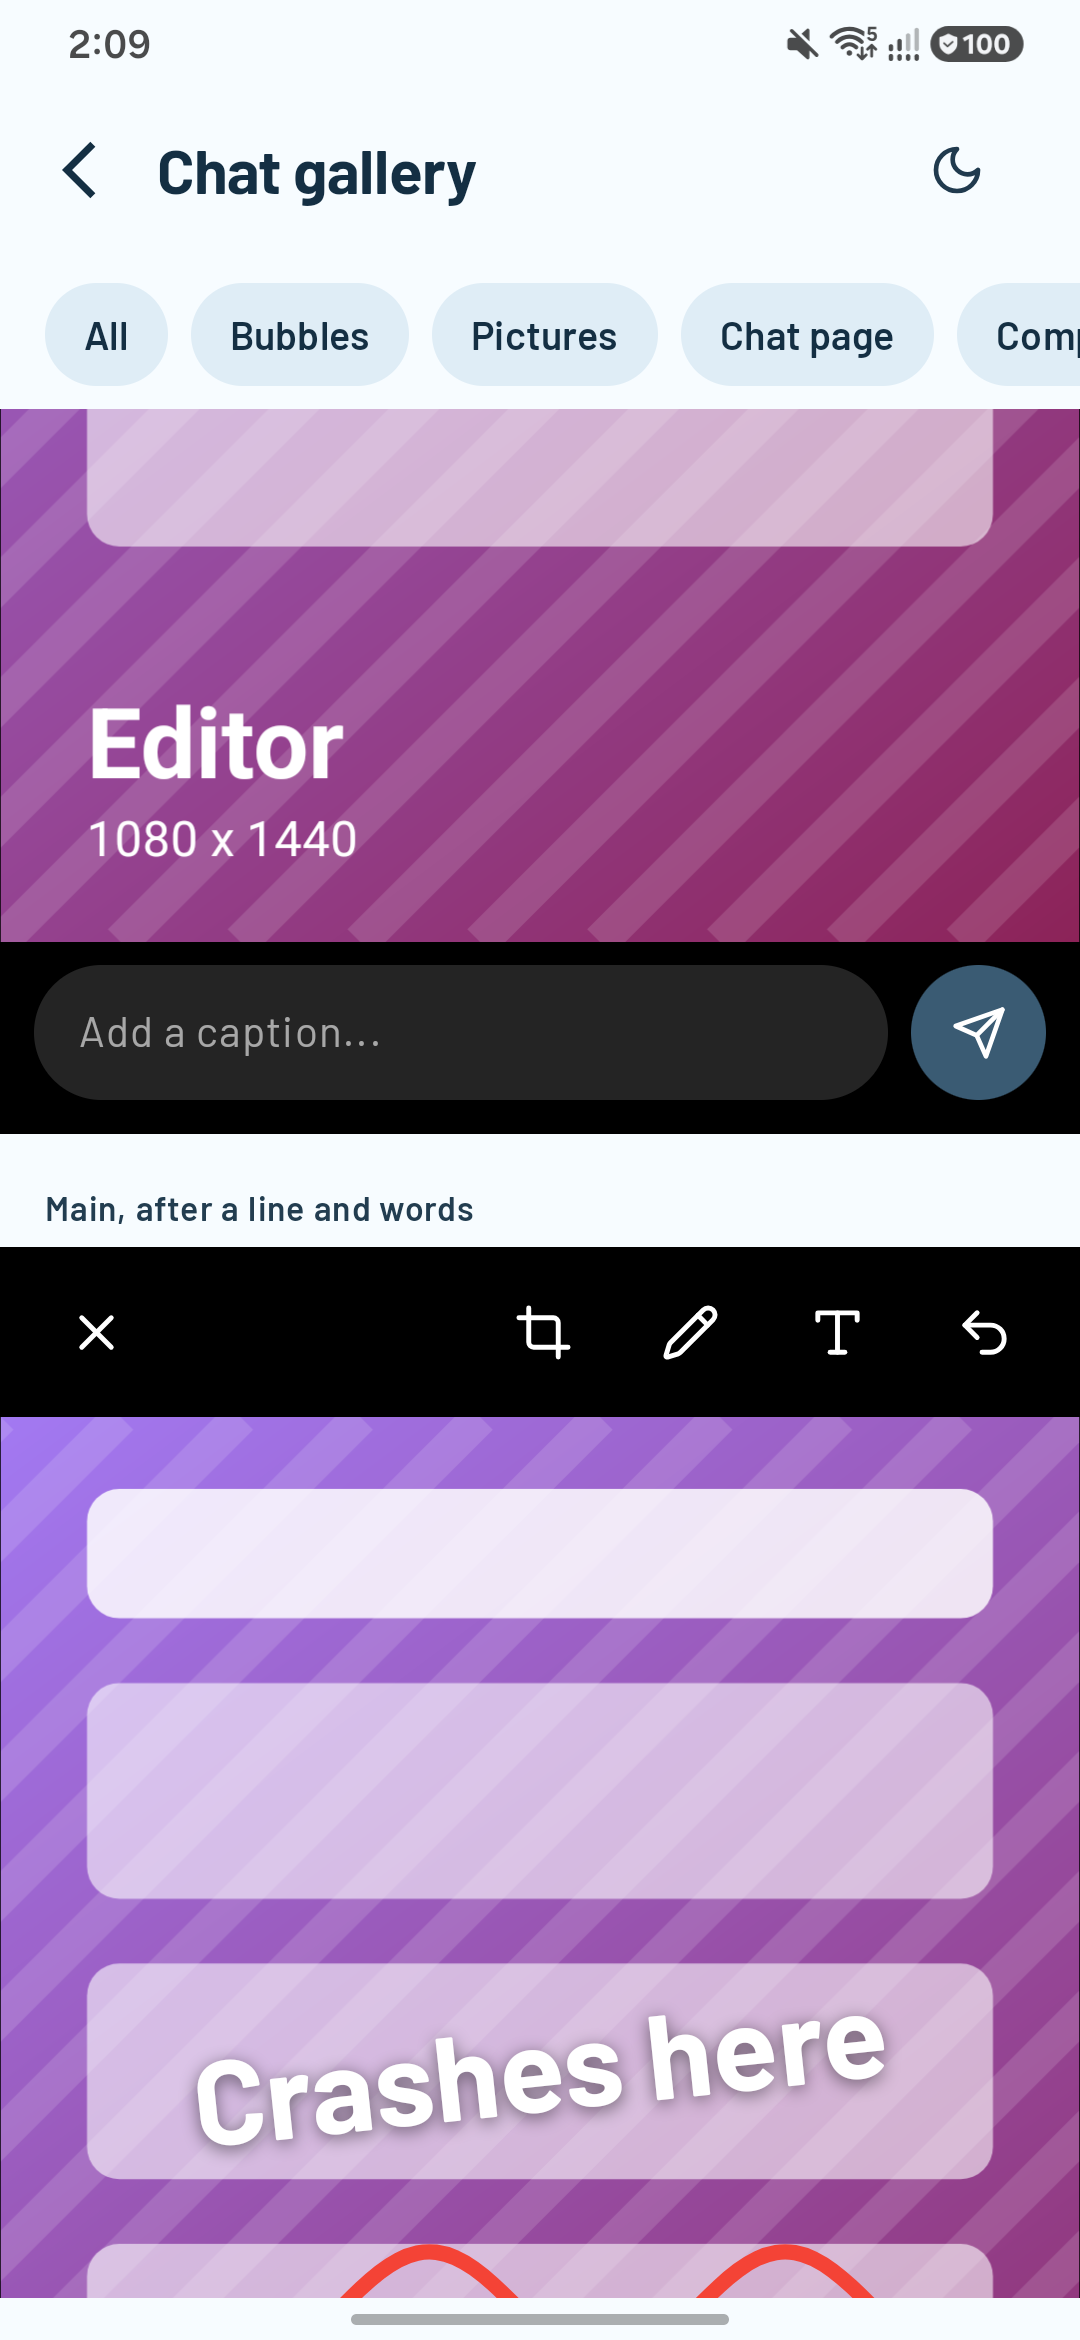 2:09
5
100
Chat gallery
All
Bubbles
Pictures
Chat page
Editor
1080 x 1440
Add a caption...
Main, after a line and words
Crashes here